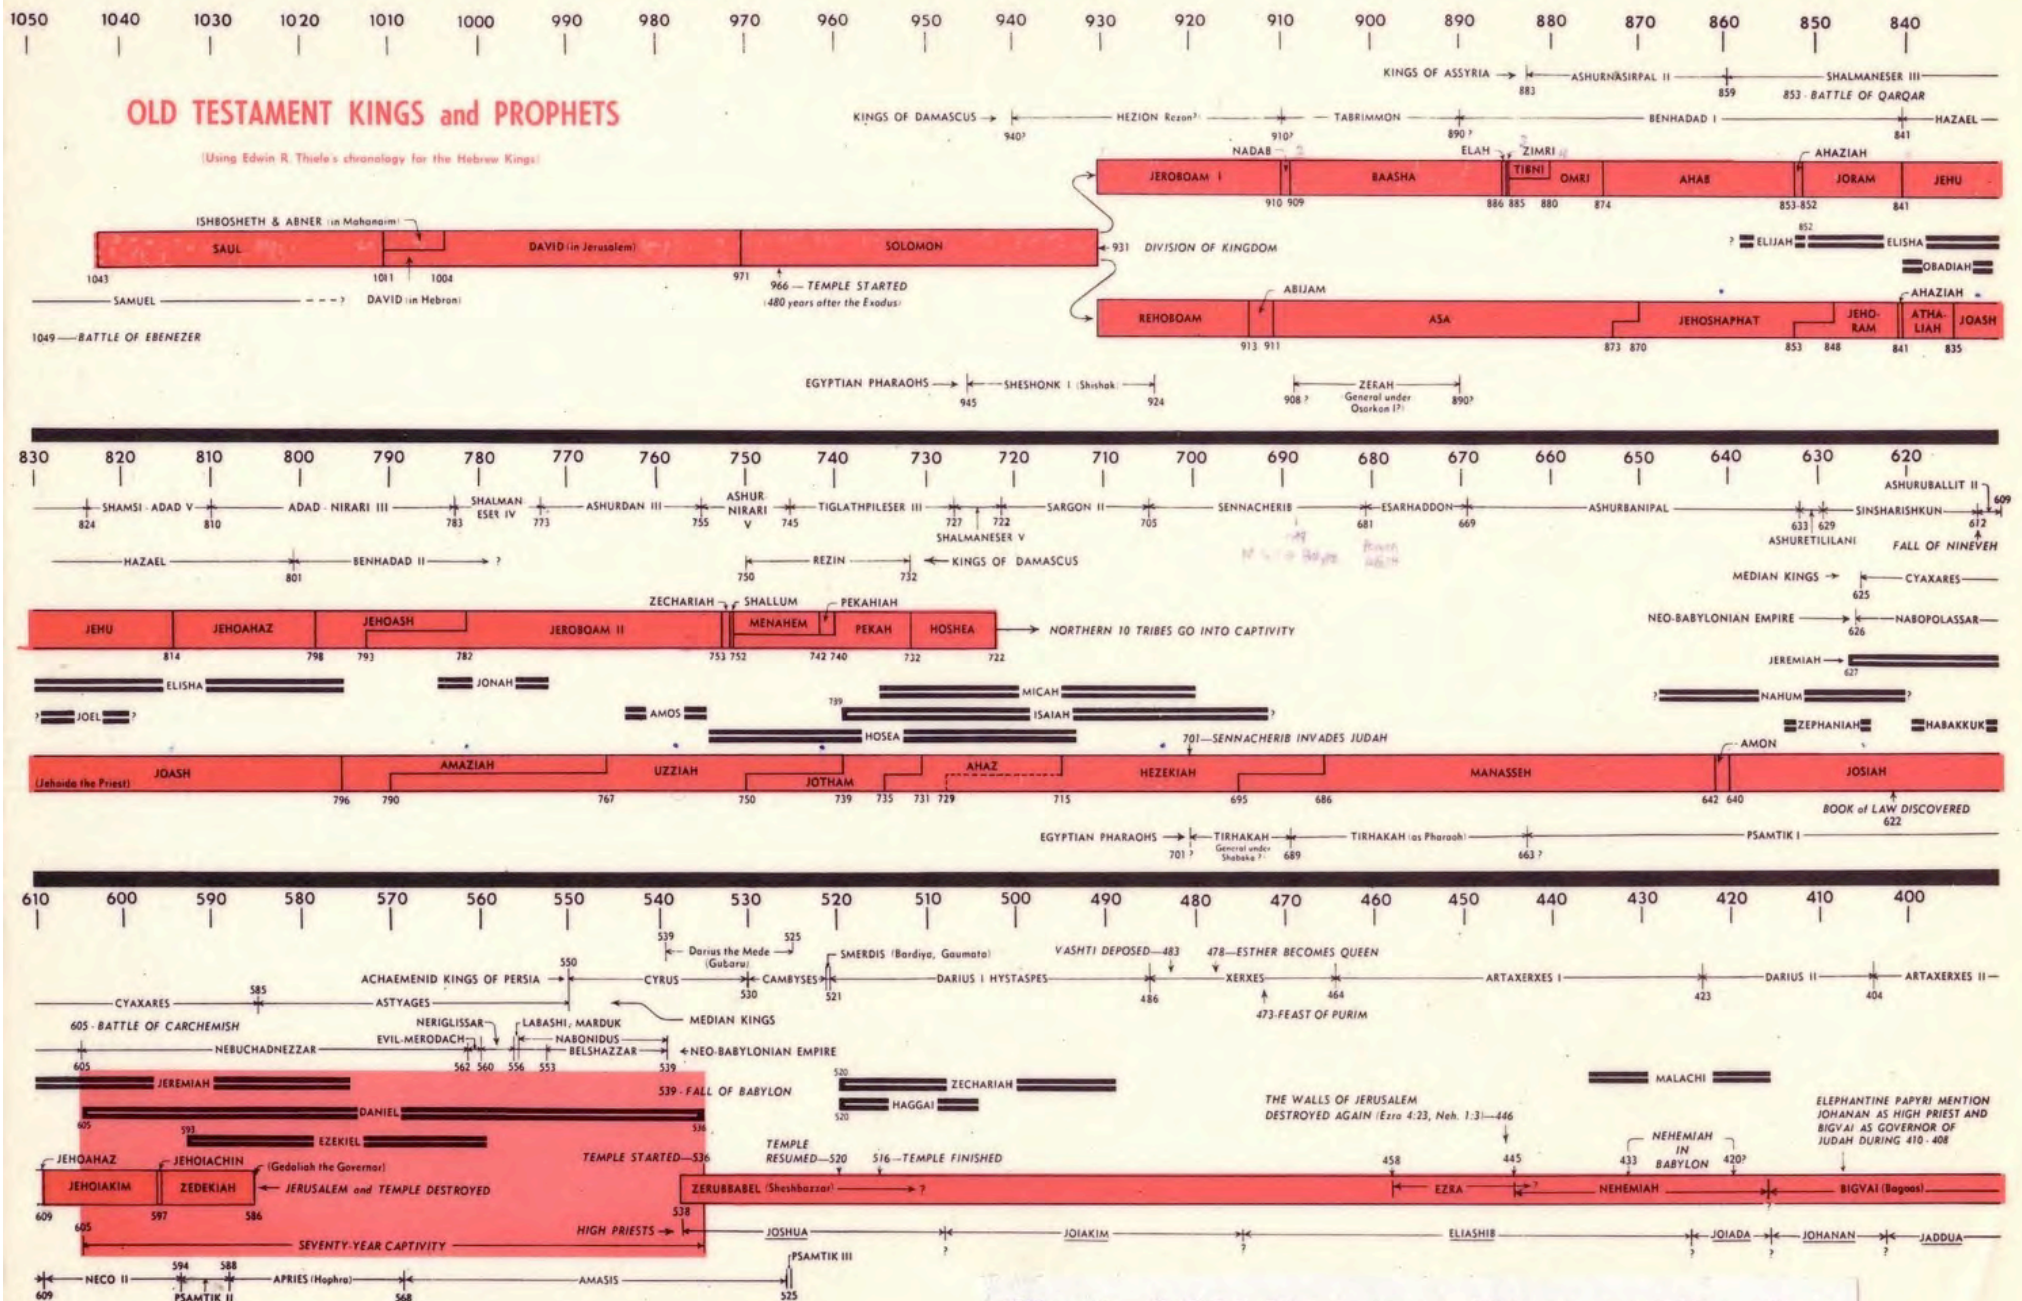 1050 1040 1030 1020 1010 1000 990 980 970 960 950 940 930 920 910 900 890 880 870 860 850 840
KINGS OF ASSYRIA → ASHURNASIRPAL II SHALMANESER III
883 859 853 - BATTLE OF QARQAR
OLD TESTAMENT KINGS and PROPHETS
(Using Edwin R. Thiele's chronology for the Hebrew Kings)
KINGS OF DAMASCUS → HEZION Rezon? TABRIMMON BENHADAD I HAZAEL
940? 910? 890? 841
NADAB ELAH ZIMRI AHAZIAH
JEROBOAM I BAASHA TIBNI OMRI AHAB JORAM JEHU
910 909 886 885 880 874 853-852 841
ISHBOSHETH & ABNER (in Mahanaim)
SAUL DAVID (in Jerusalem) SOLOMON
←931 DIVISION OF KINGDOM
852
? ELIJAH ELISHA
OBADIAH
1043 1011 1004 971
966 — TEMPLE STARTED
(480 years after the Exodus)
SAMUEL ---? DAVID (in Hebron)
1049 — BATTLE OF EBENEZER
ABIJAM AHAZIAH
REHOBOAM ASA JEHOSHAPHAT JEHO-RAM ATHA-LIAH JOASH
913 911 873 870 853 848 841 835
EGYPTIAN PHARAOHS → SHESHONK I (Shishak) ZERAH
945 924 908? General under Osorkon I?) 890?
830 820 810 800 790 780 770 760 750 740 730 720 710 700 690 680 670 660 650 640 630 620
ASHURUBALLIT II 609
SHAMSI-ADAD V ADAD-NIRARI III SHALMAN ESER IV ASHURDAN III ASHUR NIRARI V TIGLATHPILESER III SARGON II SENNACHERIB ESARHADDON ASHURBANIPAL SINSHARISHKUN
824 810 783 773 755 745 727 722 705 681 669 633 629 612
SHALMANESER V ASHURETILILANI FALL OF NINEVEH
HAZAEL BENHADAD II → ? REZIN ← KINGS OF DAMASCUS
801 750 732
MEDIAN KINGS → CYAXARES
625
ZECHARIAH SHALLUM PEKAHIAH
JEHU JEHOAHAZ JEHOASH JEROBOAM II MENAHEM PEKAH HOSHEA → NORTHERN 10 TRIBES GO INTO CAPTIVITY
814 798 793 782 753 752 742 740 732 722
NEO-BABYLONIAN EMPIRE → NABOPOLASSAR
626
JEREMIAH →
627
ELISHA JONAH MICAH ? NAHUM ?
? JOEL ? AMOS 739 ISAIAH ? ZEPHANIAH HABAKKUK
HOSEA 701—SENNACHERIB INVADES JUDAH
AMON
(Jehoida the Priest) JOASH AMAZIAH UZZIAH JOTHAM AHAZ HEZEKIAH MANASSEH JOSIAH
796 790 767 750 739 735 731 729 715 695 686 642 640
BOOK of LAW DISCOVERED
622
EGYPTIAN PHARAOHS → TIRHAKAH TIRHAKAH (as Pharaoh) PSAMTIK I
701? General under Shabaka? 689 663?
610 600 590 580 570 560 550 540 530 520 510 500 490 480 470 460 450 440 430 420 410 400
539 Darius the Mede (Gubaru) 525
SMERDIS (Bardiya, Gaumata) VASHTI DEPOSED—483 478—ESTHER BECOMES QUEEN
550
ACHAEMENID KINGS OF PERSIA → CYRUS CAMBYSES DARIUS I HYSTASPES XERXES ARTAXERXES I DARIUS II ARTAXERXES II
530 521 486 464 423 404
585
CYAXARES ASTYAGES
MEDIAN KINGS
473-FEAST OF PURIM
605 - BATTLE OF CARCHEMISH
NERIGLISSAR LABASHI, MARDUK
EVIL-MERODACH NABONIDUS
NEBUCHADNEZZAR BELSHAZZAR ←NEO-BABYLONIAN EMPIRE
605 562 560 556 553 539
JEREMIAH 539 - FALL OF BABYLON
520 ZECHARIAH MALACHI
DANIEL HAGGAI
605 536 520
593 EZEKIEL
THE WALLS OF JERUSALEM
DESTROYED AGAIN (Ezra 4:23, Neh. 1:3)—446
ELEPHANTINE PAPYRI MENTION
JOHANAN AS HIGH PRIEST AND
BIGVAI AS GOVERNOR OF
JUDAH DURING 410 - 408
JEHOAHAZ JEHOIACHIN (Gedaliah the Governor)
TEMPLE STARTED—536
TEMPLE RESUMED—520
516—TEMPLE FINISHED
458 445 433 NEHEMIAH IN BABYLON 420?
JEHOIAKIM ZEDEKIAH ← JERUSALEM and TEMPLE DESTROYED
ZERUBBABEL (Sheshbazzar) → ? EZRA ? NEHEMIAH BIGVAI (Bagoas)
609 597 586 538 ?
605
HIGH PRIESTS → JOSHUA JOIAKIM ELIASHIB JOIADA JOHANAN JADDUA
? ? ? ? ?
SEVENTY-YEAR CAPTIVITY
PSAMTIK III
594 588
NECO II APRIES (Hophra) AMASIS
609 PSAMTIK II 568 525